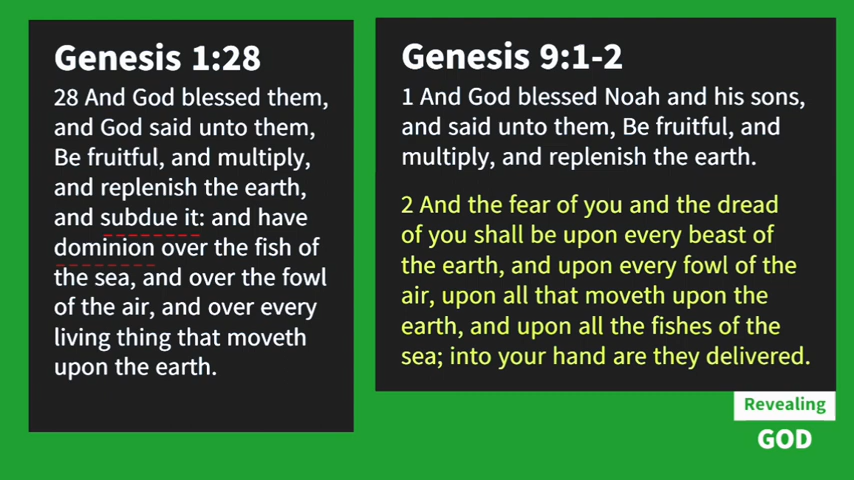 Genesis 1:28
28 And God blessed them,
and God said unto them,
Be fruitful, and multiply,
and replenish the earth,
and subdue it: and have
dominion over the fish of
the sea, and over the fowl
of the air, and over every
living thing that moveth
upon the earth.
Genesis 9:1-2
1 And God blessed Noah and his sons,
and said unto them, Be fruitful, and
multiply, and replenish the earth.
2 And the fear of you and the dread
of you shall be upon every beast of
the earth, and upon every fowl of the
air, upon all that moveth upon the
earth, and upon all the fishes of the
sea; into your hand are they delivered.
Revealing
GOD